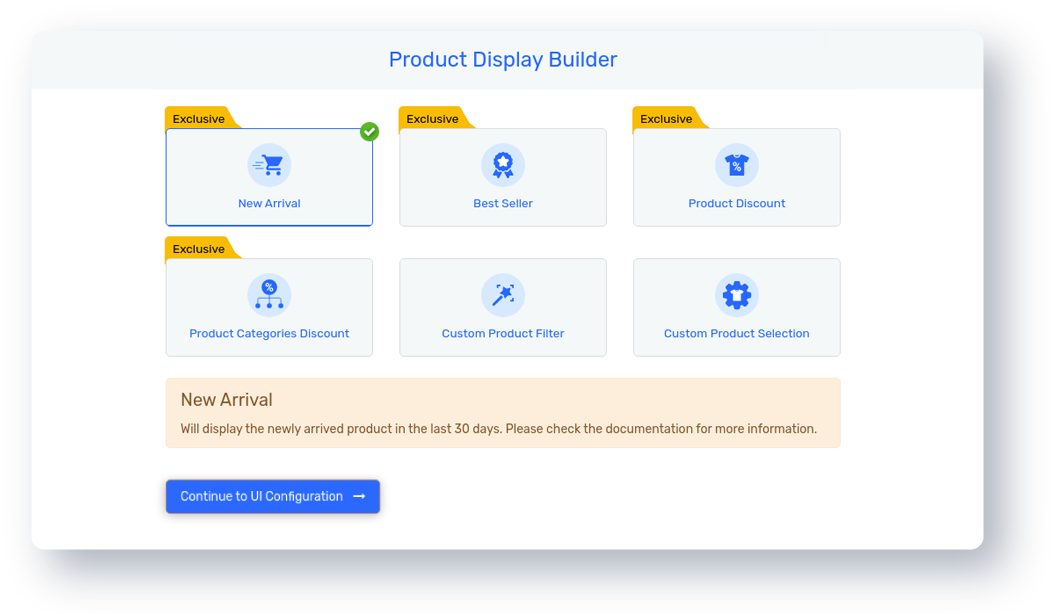 Product Display Builder
Exclusive
Exclusive
Exclusive
New Arrival
Best Seller
Product Discount
Exclusive
Product Categories Discount
Custom Product Filter
Custom Product Selection
New Arrival
Will display the newly arrived product in the last 30 days. Please check the documentation for more information.
Continue to UI Configuration